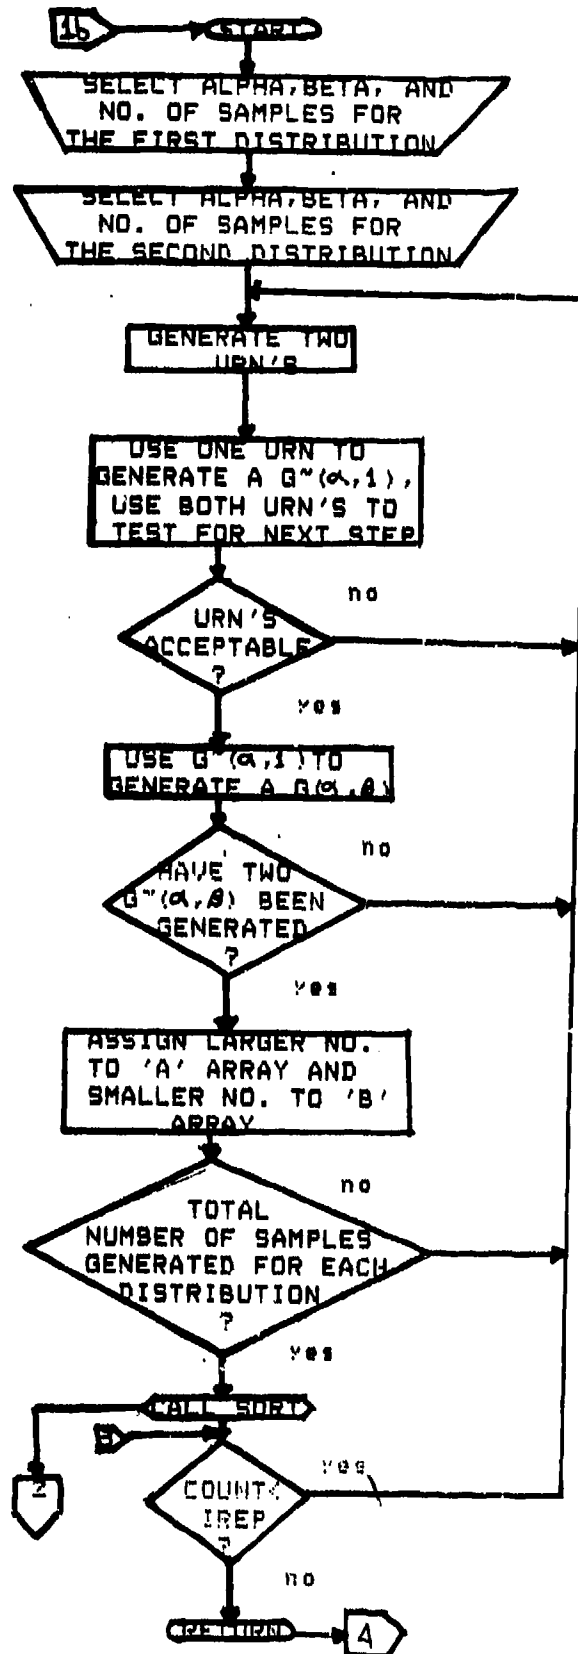 1b
START
SELECT ALPHA,BETA, AND
NO. OF SAMPLES FOR
THE FIRST DISTRIBUTION
SELECT ALPHA,BETA, AND
NO. OF SAMPLES FOR
THE SECOND DISTRIBUTION
GENERATE TWO
URN'S
USE ONE URN TO
GENERATE A G~(α,1),
USE BOTH URN'S TO
TEST FOR NEXT STEP
no
URN'S
ACCEPTABLE
?
yes
USE G~(α,1)TO
GENERATE A G(α,β)
no
HAVE TWO
G~(α,β) BEEN
GENERATED
?
yes
ASSIGN LARGER NO.
TO 'A' ARRAY AND
SMALLER NO. TO 'B'
ARRAY
no
TOTAL
NUMBER OF SAMPLES
GENERATED FOR EACH
DISTRIBUTION
?
yes
CALL SORT
2
yes
COUNT<
IREP
?
no
RETURN
4